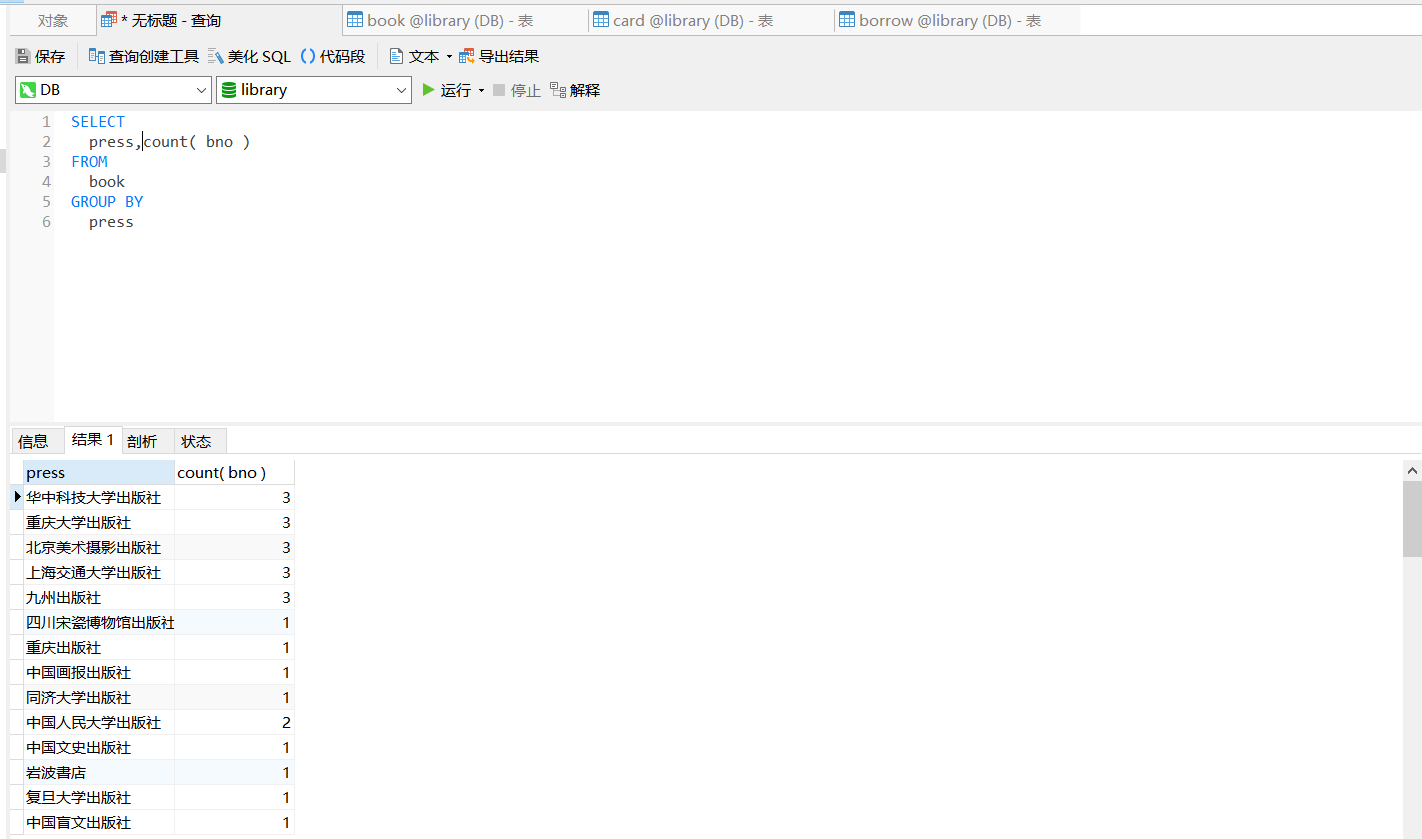 对象 * 无标题 - 查询 book @library (DB) - 表 card @library (DB) - 表 borrow @library (DB) - 表
保存 查询创建工具 美化 SQL () 代码段 文本 导出结果
DB library 运行 停止 解释
1 SELECT
2 press,count( bno )
3 FROM
4 book
5 GROUP BY
6 press
信息 结果 1 剖析 状态
press count( bno )
华中科技大学出版社 3
重庆大学出版社 3
北京美术摄影出版社 3
上海交通大学出版社 3
九州出版社 3
四川宋瓷博物馆出版社 1
重庆出版社 1
中国画报出版社 1
同济大学出版社 1
中国人民大学出版社 2
中国文史出版社 1
岩波書店 1
复旦大学出版社 1
中国盲文出版社 1